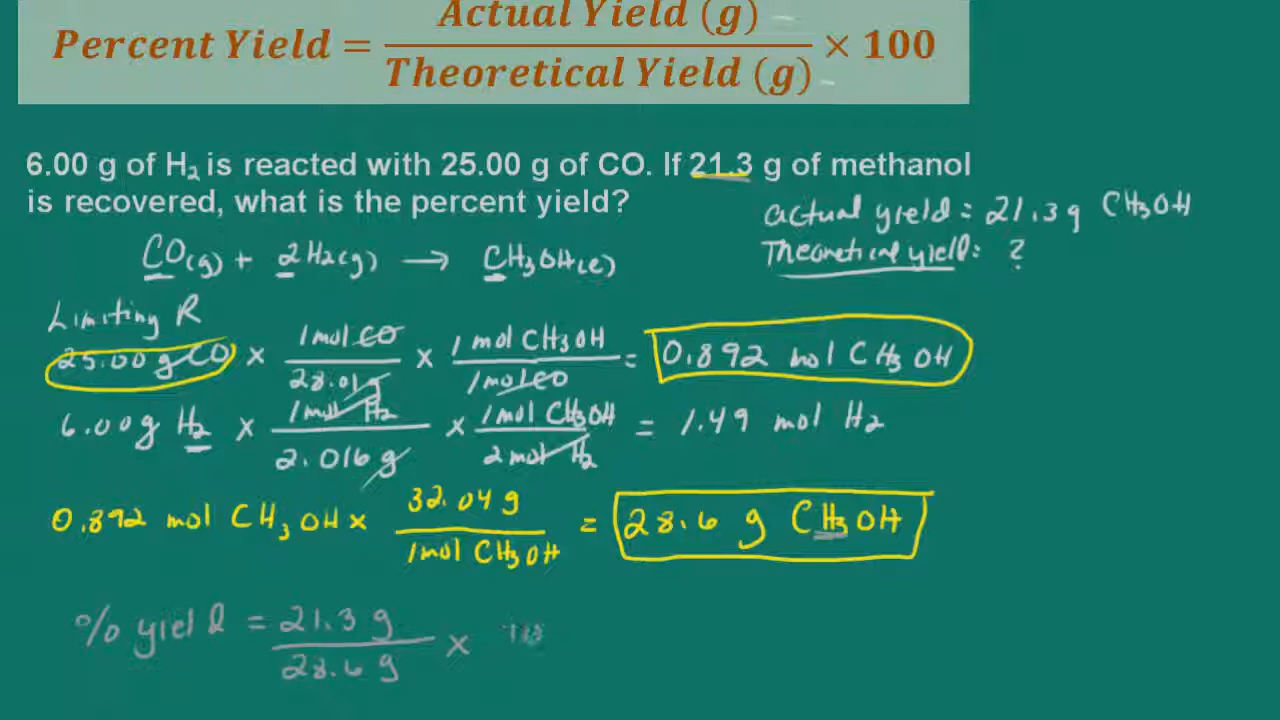 Percent Yield = Actual Yield (g) / Theoretical Yield (g) × 100
6.00 g of H₂ is reacted with 25.00 g of CO. If 21.3 g of methanol
is recovered, what is the percent yield?
Actual yield = 21.3 g CH₃OH
Theoretical yield: ?
CO(g) + 2H₂(g) → CH₃OH(l)
Limiting R
25.00 g CO × 1 mol CO / 28.01 g × 1 mol CH₃OH / 1 mol CO = 0.892 mol CH₃OH
6.00 g H₂ × 1 mol H₂ / 2.016 g × 1 mol CH₃OH / 2 mol H₂ = 1.49 mol H₂
0.892 mol CH₃OH × 32.04 g / 1 mol CH₃OH = 28.6 g CH₃OH
% yield = 21.3 g / 28.6 g ×